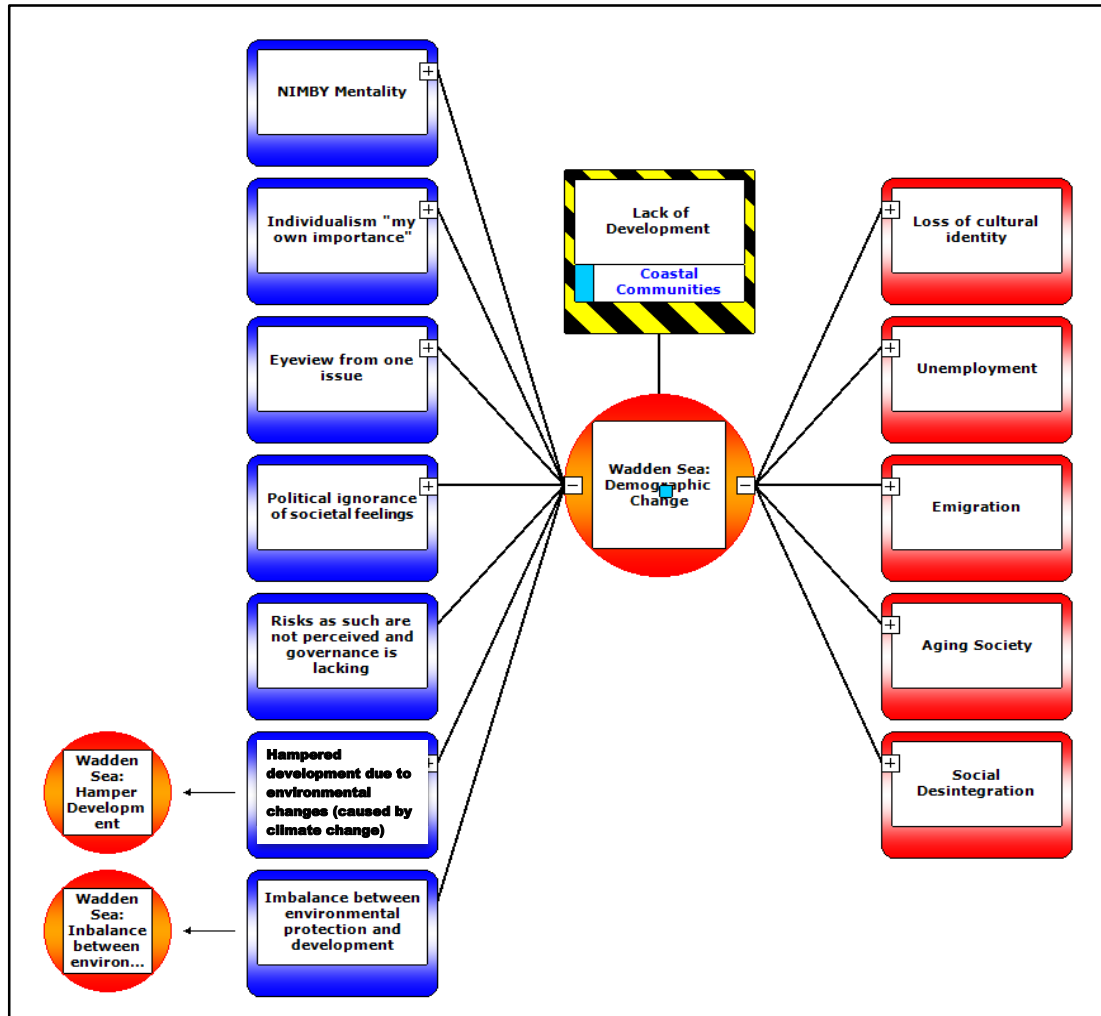 NIMBY Mentality
Individualism "my
own importance"
Eyeview from one
issue
Political ignorance
of societal feelings
Risks as such are
not perceived and
governance is
lacking
Hampered
development due to
environmental
changes (caused by
climate change)
Imbalance between
environmental
protection and
development
Wadden
Sea:
Hamper
Developm
ent
Wadden
Sea:
Inbalance
between
environ...
Lack of
Development
Coastal
Communities
Wadden Sea:
Demographic
Change
Loss of cultural
identity
Unemployment
Emigration
Aging Society
Social
Desintegration